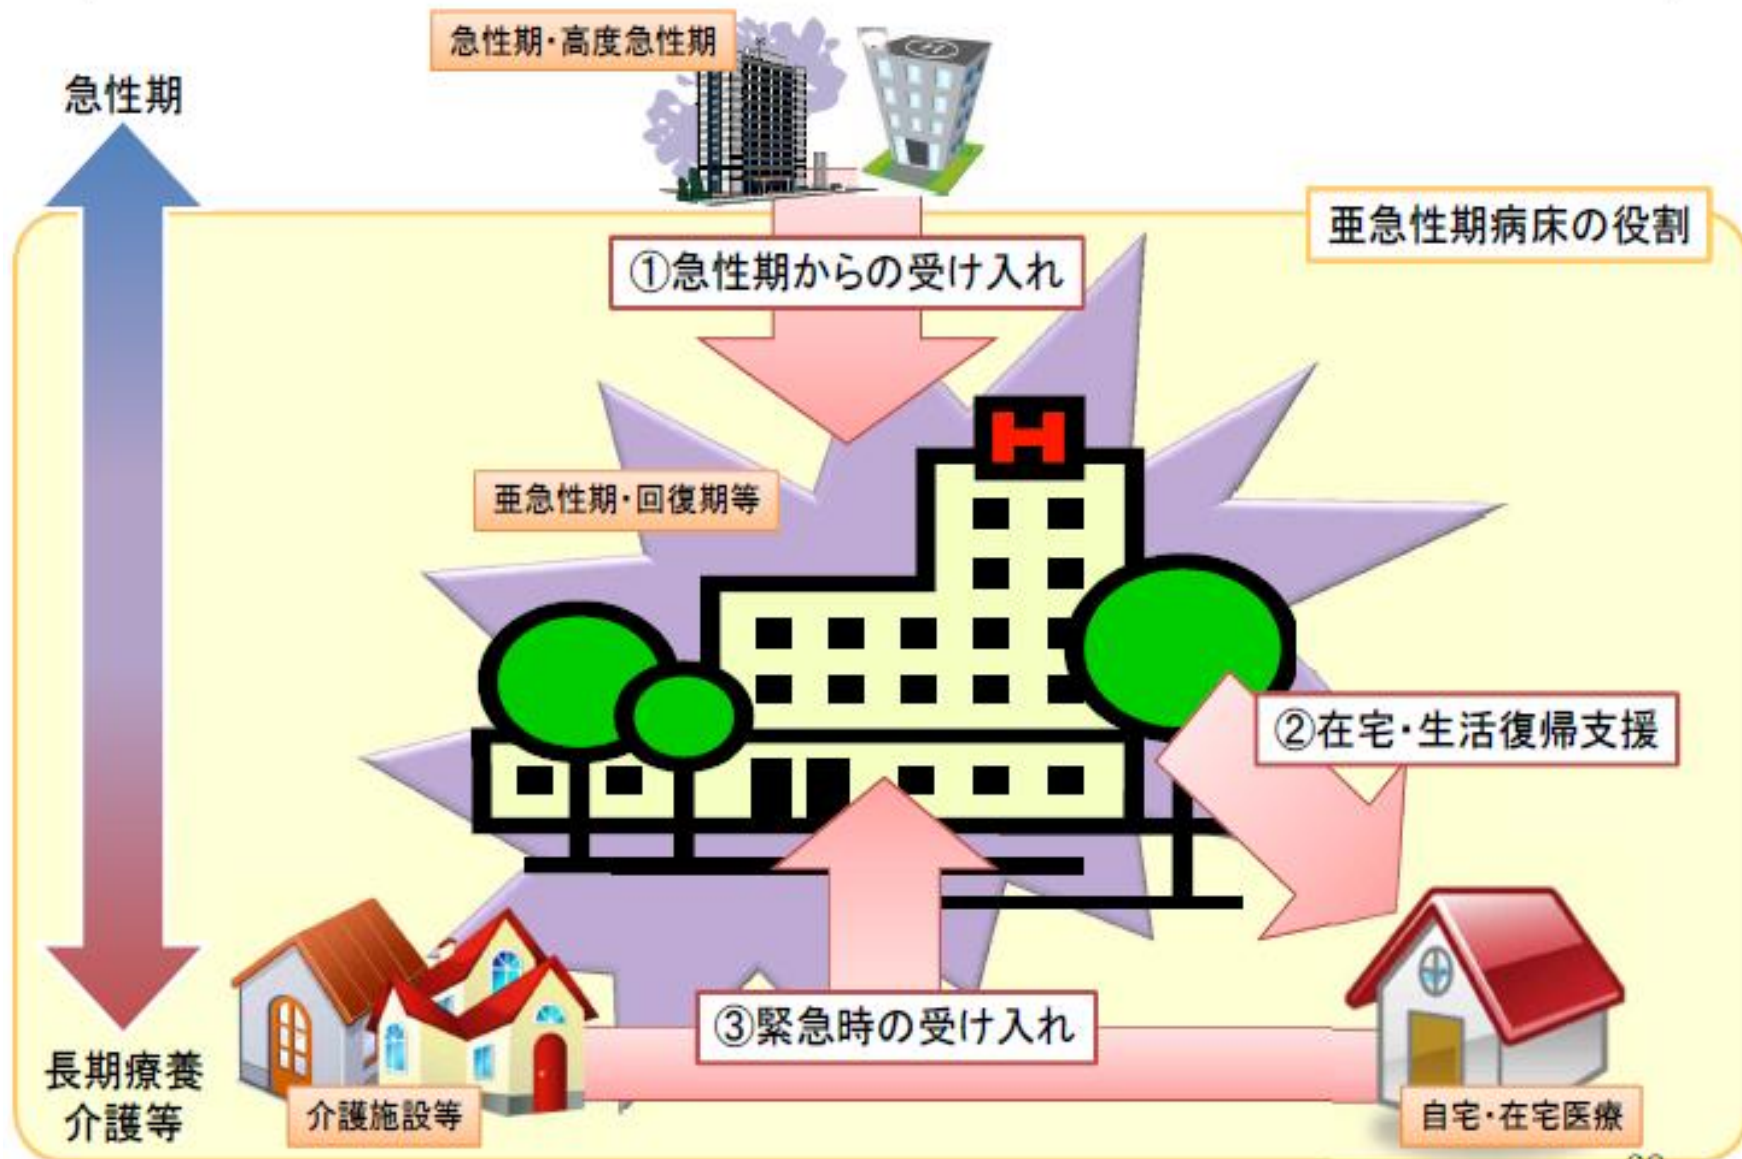 急性期・高度急性期
急性期
亜急性期病床の役割
①急性期からの受け入れ
H
亜急性期・回復期等
②在宅・生活復帰支援
③緊急時の受け入れ
長期療養
介護等
介護施設等
自宅・在宅医療